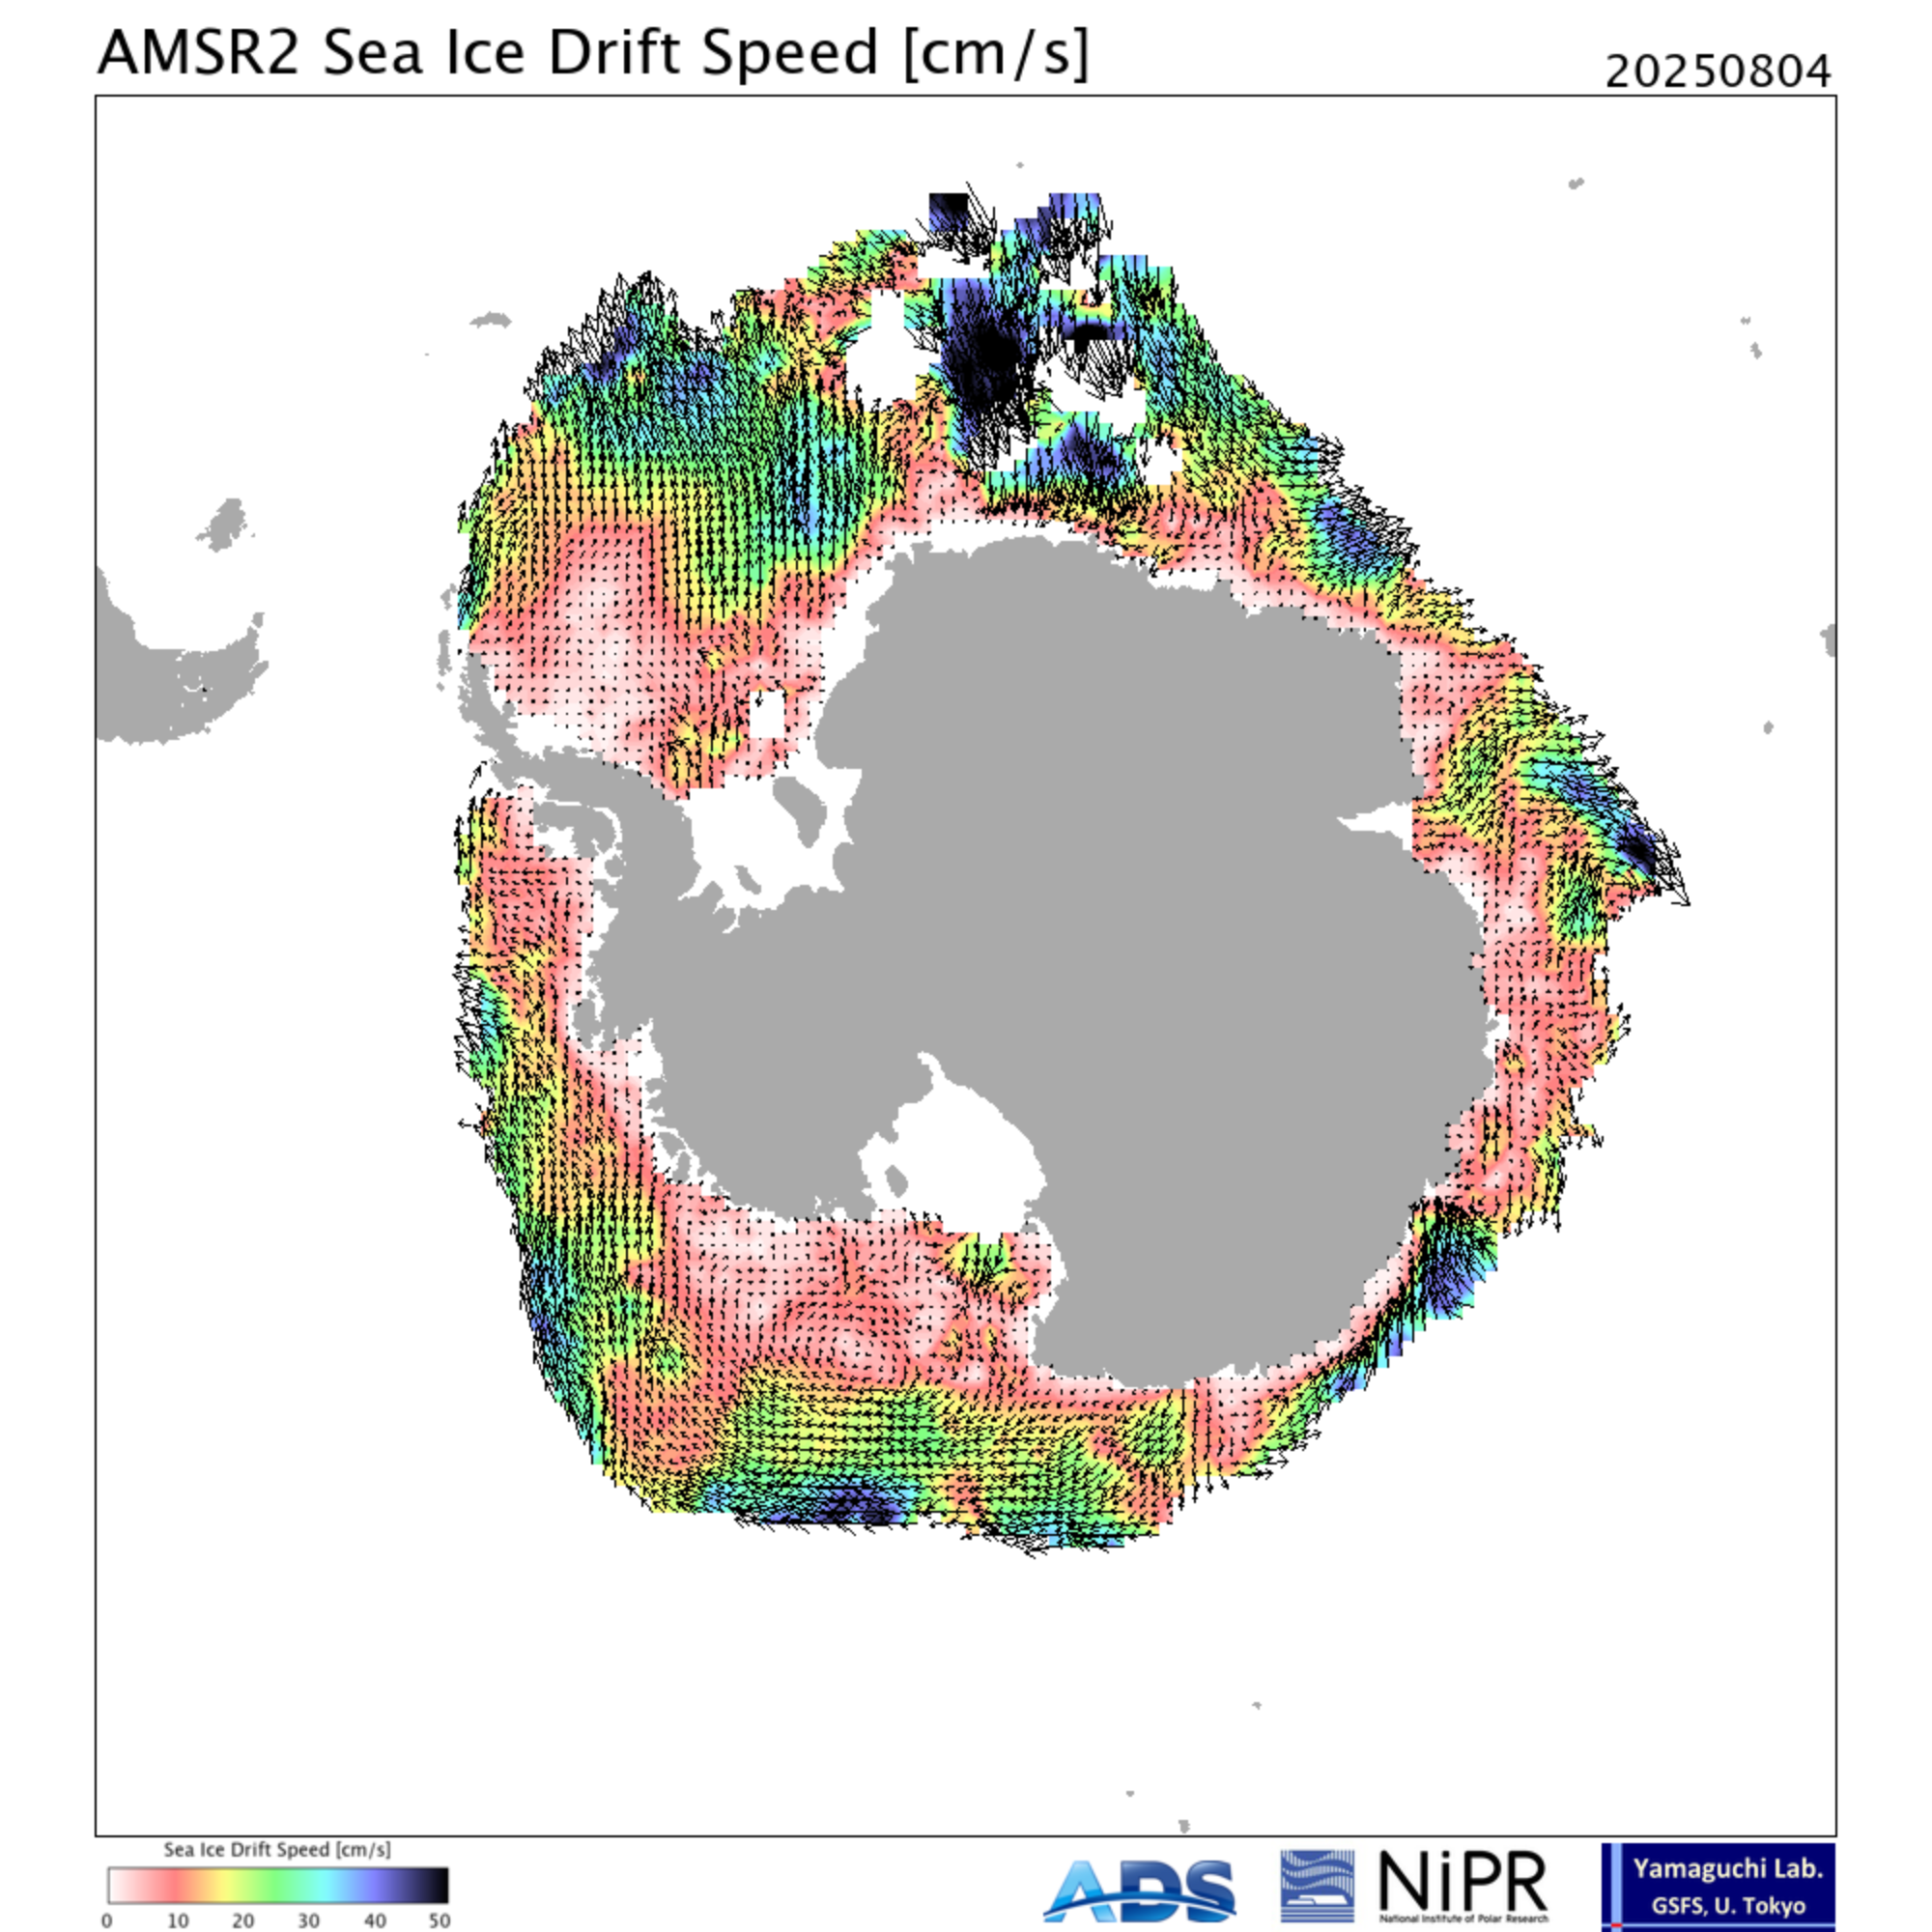 AMSR2 Sea Ice Drift Speed [cm/s]
20250804
Sea Ice Drift Speed [cm/s]
0 10 20 30 40 50
ADS
NiPR
National Institute of Polar Research
Yamaguchi Lab.
GSFS, U. Tokyo